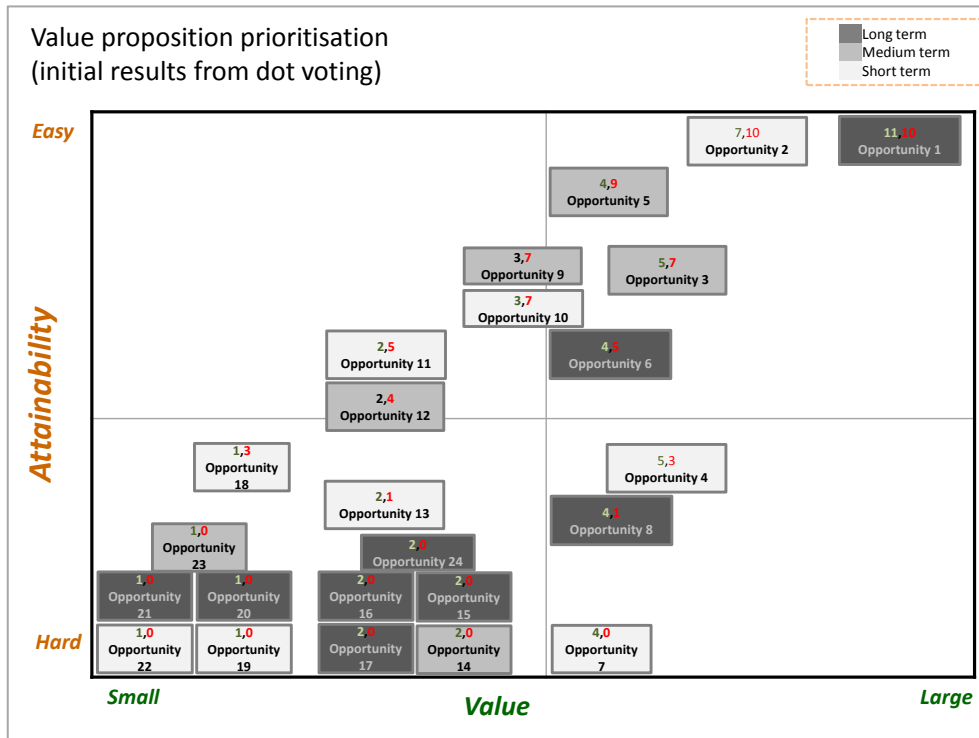 Value proposition prioritisation
(initial results from dot voting)
Long term
Medium term
Short term
Easy
7,10
Opportunity 2
11,10
Opportunity 1
4,9
Opportunity 5
3,7
Opportunity 9
5,7
Opportunity 3
3,7
Opportunity 10
2,5
Opportunity 11
4,5
Opportunity 6
2,4
Opportunity 12
Attainability
1,3
Opportunity
18
5,3
Opportunity 4
2,1
Opportunity 13
4,1
Opportunity 8
1,0
Opportunity
23
2,0
Opportunity 24
1,0
Opportunity
21
1,0
Opportunity
20
2,0
Opportunity
16
2,0
Opportunity
15
Hard
1,0
Opportunity
22
1,0
Opportunity
19
2,0
Opportunity
17
2,0
Opportunity
14
4,0
Opportunity
7
Small
Value
Large